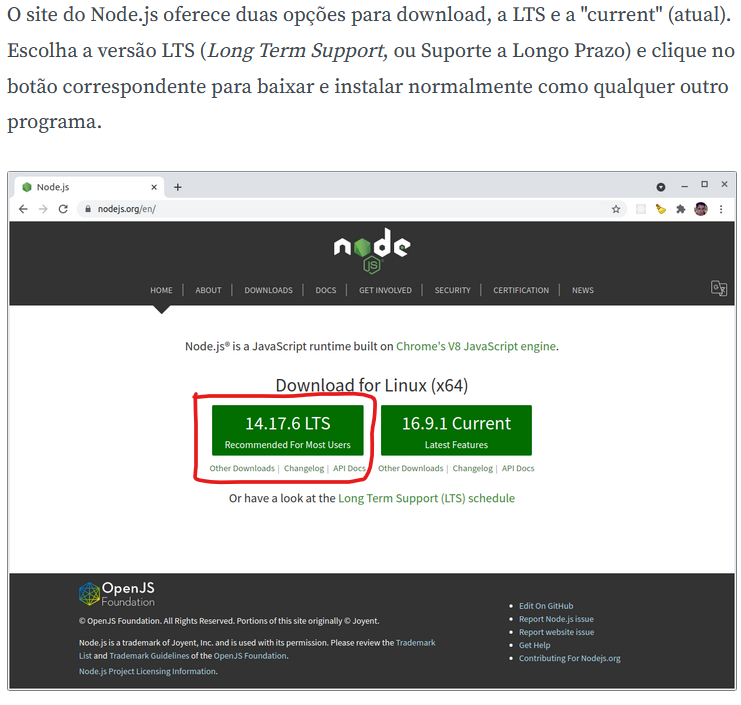 O site do Node.js oferece duas opções para download, a LTS e a "current" (atual).
Escolha a versão LTS (Long Term Support, ou Suporte a Longo Prazo) e clique no
botão correspondente para baixar e instalar normalmente como qualquer outro
programa.
Node.js
nodejs.org/en/
node
JS
HOME | ABOUT | DOWNLOADS | DOCS | GET INVOLVED | SECURITY | CERTIFICATION | NEWS
Node.js® is a JavaScript runtime built on Chrome's V8 JavaScript engine.
Download for Linux (x64)
14.17.6 LTS
Recommended For Most Users
16.9.1 Current
Latest Features
Other Downloads | Changelog | API Docs
Other Downloads | Changelog | API Docs
Or have a look at the Long Term Support (LTS) schedule
OpenJS
Foundation
© OpenJS Foundation. All Rights Reserved. Portions of this site originally © Joyent.
Node.js is a trademark of Joyent, Inc. and is used with its permission. Please review the Trademark
List and Trademark Guidelines of the OpenJS Foundation.
Node.js Project Licensing Information.
Edit On GitHub
Report Node.js issue
Report website issue
Get Help
Contributing For Nodejs.org